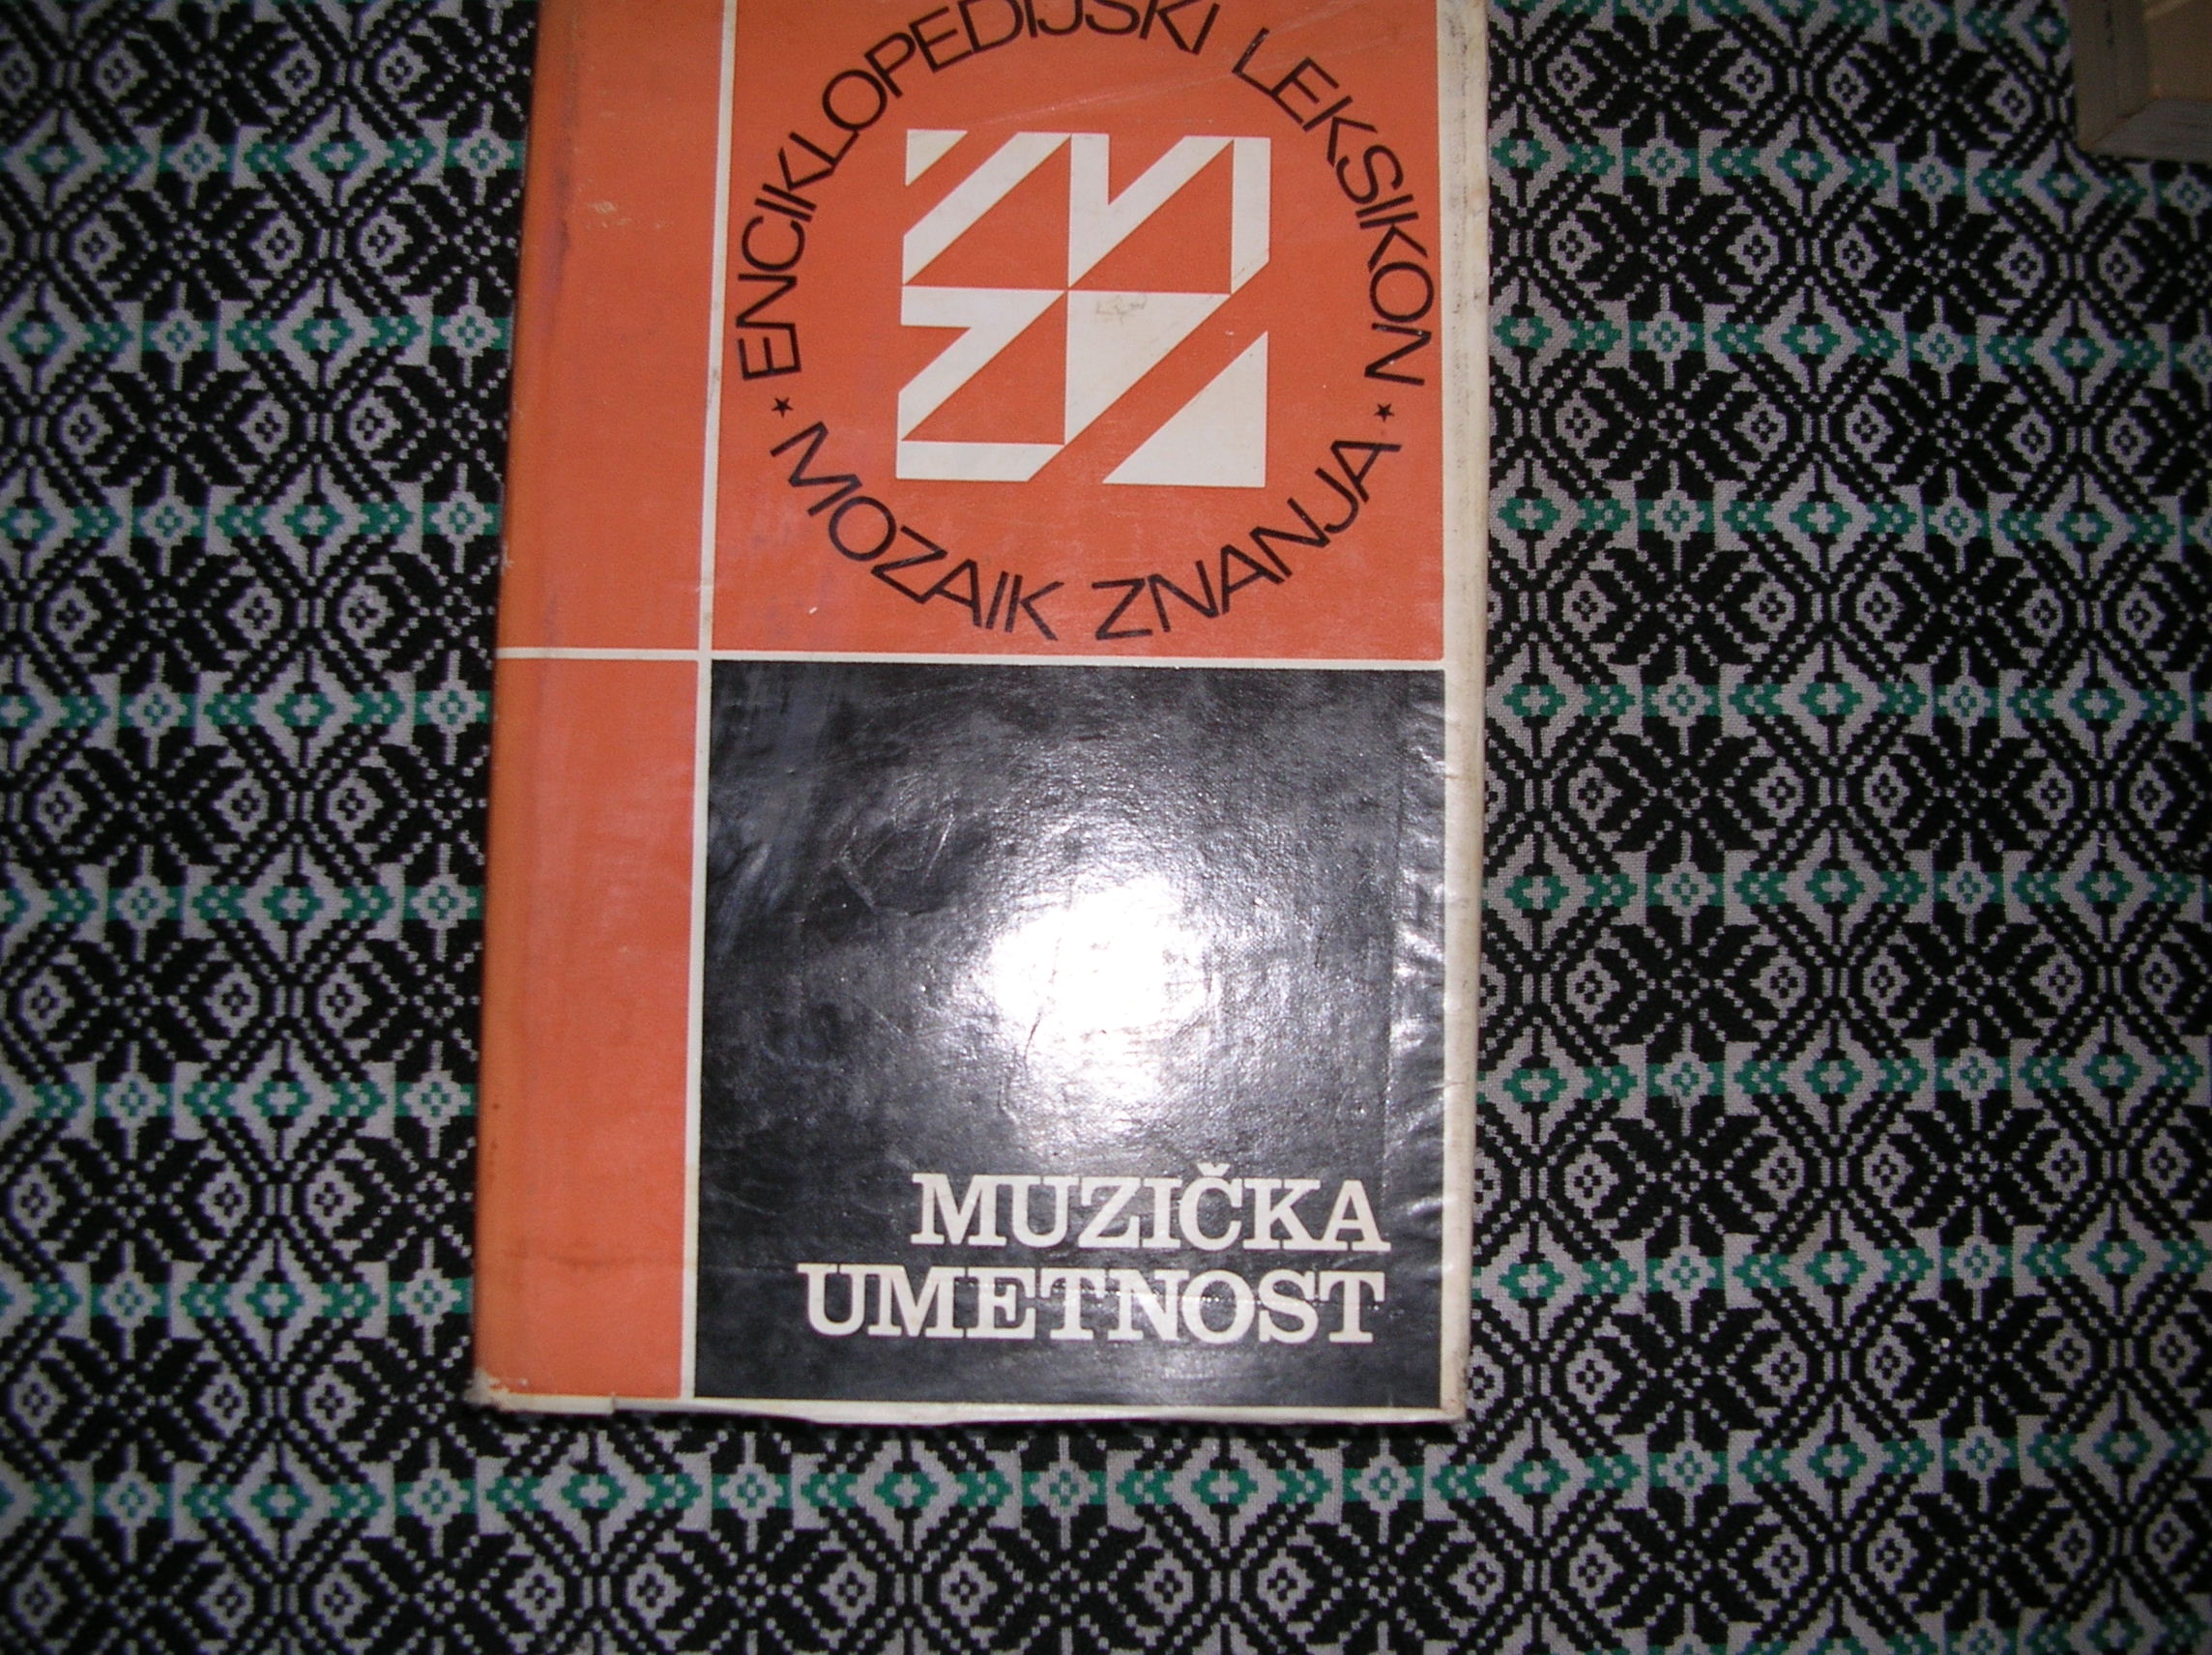 ENCIKLOPEDIJSKI LEKSIKON
★ MOZAIK ZNANJA ★
MUZIČKA
UMETNOST